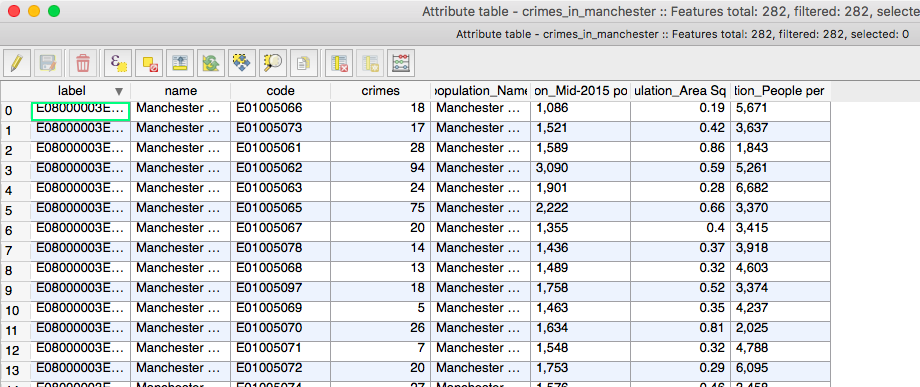 Attribute table - crimes_in_manchester :: Features total: 282, filtered: 282, selecte
Attribute table - crimes_in_manchester :: Features total: 282, filtered: 282, selected: 0
label name code crimes opulation_Name on_Mid-2015 po ulation_Area Sq tion_People per
0 E08000003E... Manchester ... E01005066 18 Manchester ... 1,086 0.19 5,671
1 E08000003E... Manchester ... E01005073 17 Manchester ... 1,521 0.42 3,637
2 E08000003E... Manchester ... E01005061 28 Manchester ... 1,589 0.86 1,843
3 E08000003E... Manchester ... E01005062 94 Manchester ... 3,090 0.59 5,261
4 E08000003E... Manchester ... E01005063 24 Manchester ... 1,901 0.28 6,682
5 E08000003E... Manchester ... E01005065 75 Manchester ... 2,222 0.66 3,370
6 E08000003E... Manchester ... E01005067 20 Manchester ... 1,355 0.4 3,415
7 E08000003E... Manchester ... E01005078 14 Manchester ... 1,436 0.37 3,918
8 E08000003E... Manchester ... E01005068 13 Manchester ... 1,489 0.32 4,603
9 E08000003E... Manchester ... E01005097 18 Manchester ... 1,758 0.52 3,374
10 E08000003E... Manchester ... E01005069 5 Manchester ... 1,463 0.35 4,237
11 E08000003E... Manchester ... E01005070 26 Manchester ... 1,634 0.81 2,025
12 E08000003E... Manchester ... E01005071 7 Manchester ... 1,548 0.32 4,788
13 E08000003E... Manchester ... E01005072 20 Manchester ... 1,753 0.29 6,095
E08000003E... Manchester ... E01005074 27 Manchester ... 1,576 0.46 3,458